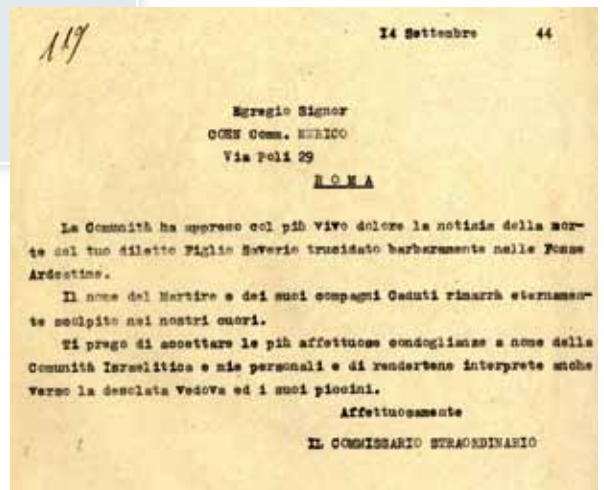 119
14 Settembre 44
Egregio Signor
COEN Comm. ENRICO
Via Poli 29
ROMA
La Comunità ha appreso col più vivo dolore la notizia della mor-
te del tuo diletto Figlio Saverio trucidato barbaramente nelle Fosse
Ardeatine.
Il nome del Martire e dei suoi compagni Caduti rimarrà eternamen-
te scolpito nei nostri cuori.
Ti prego di accettare le più affettuose condoglianze a nome della
Comunità Israelitica e mie personali e di rendertene interprete anche
verso la desolata Vedova ed i suoi piccini.
Affettuosamente
IL COMMISSARIO STRAORDINARIO